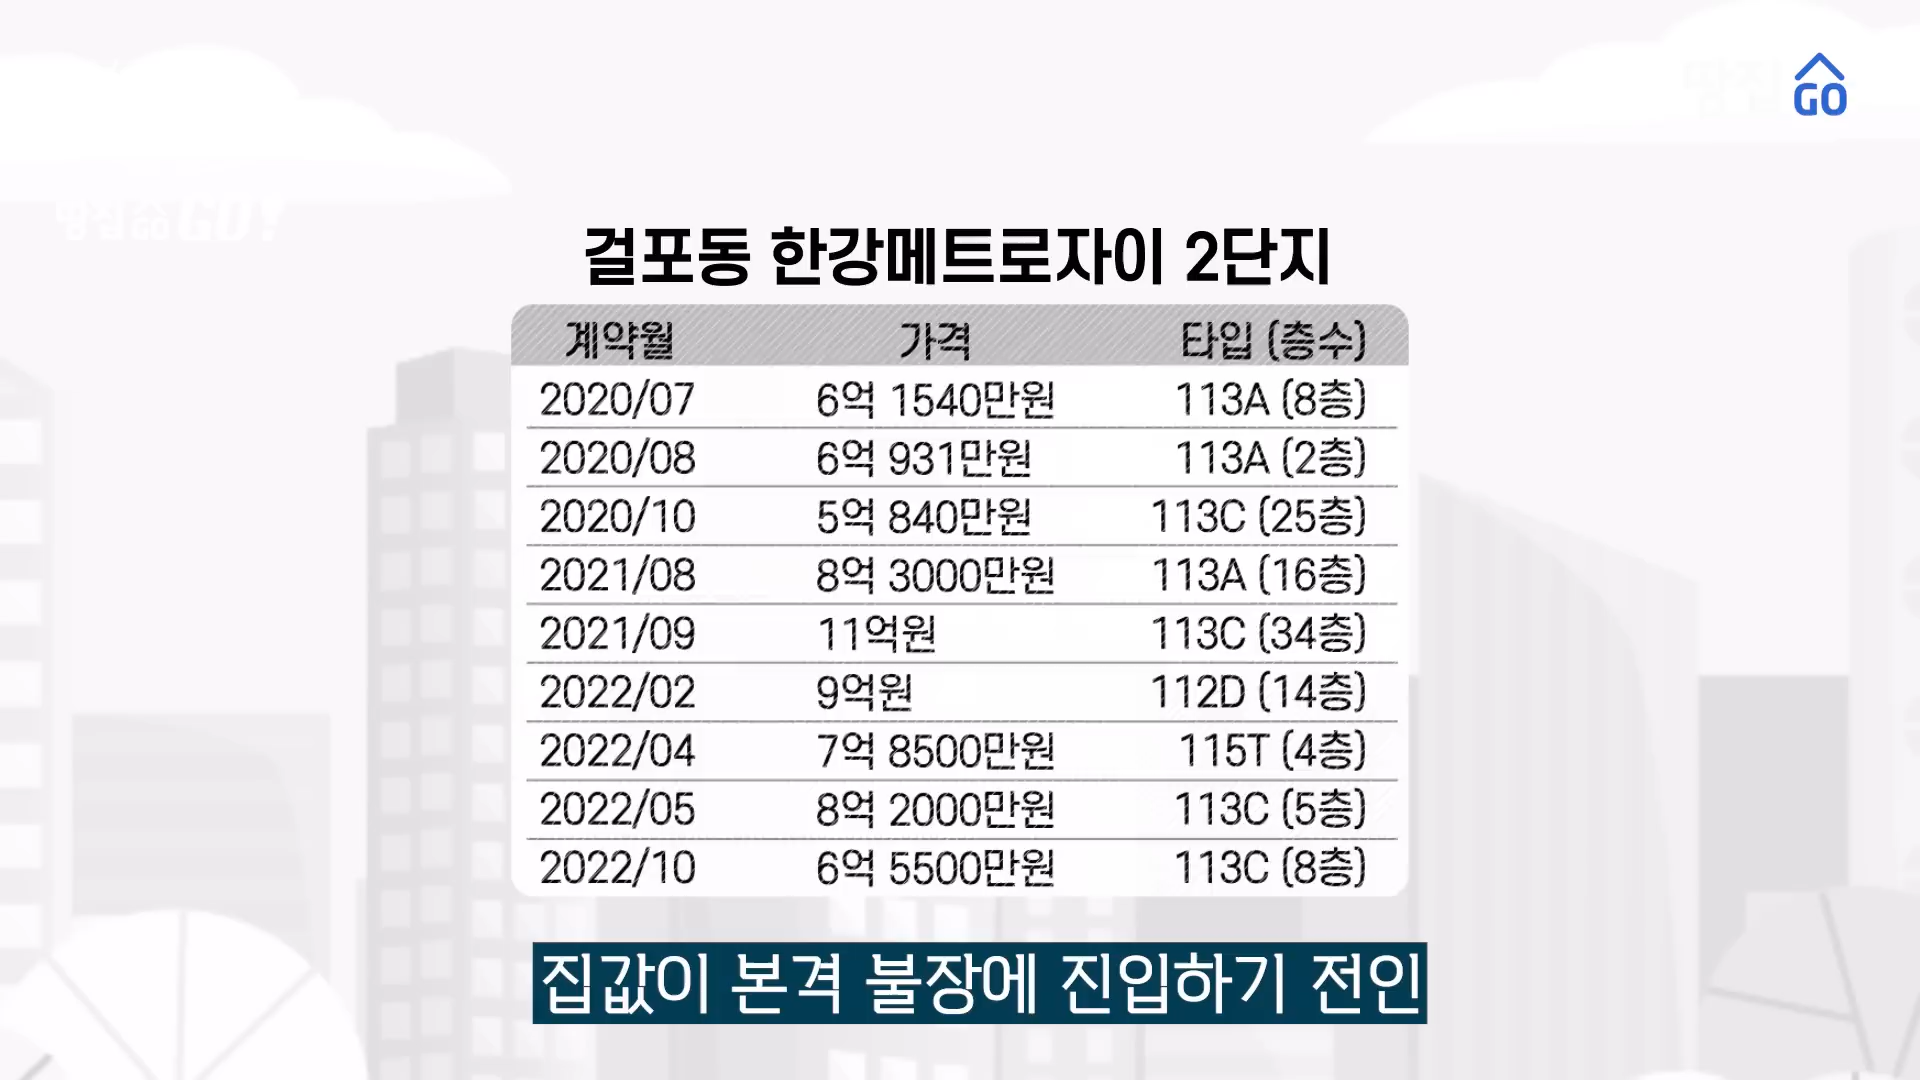 GO
땅집GO GO!
걸포동 한강메트로자이 2단지
계약월 가격 타입 (층수)
2020/07 6억 1540만원 113A (8층)
2020/08 6억 931만원 113A (2층)
2020/10 5억 840만원 113C (25층)
2021/08 8억 3000만원 113A (16층)
2021/09 11억원 113C (34층)
2022/02 9억원 112D (14층)
2022/04 7억 8500만원 115T (4층)
2022/05 8억 2000만원 113C (5층)
2022/10 6억 5500만원 113C (8층)
집값이 본격 불장에 진입하기 전인